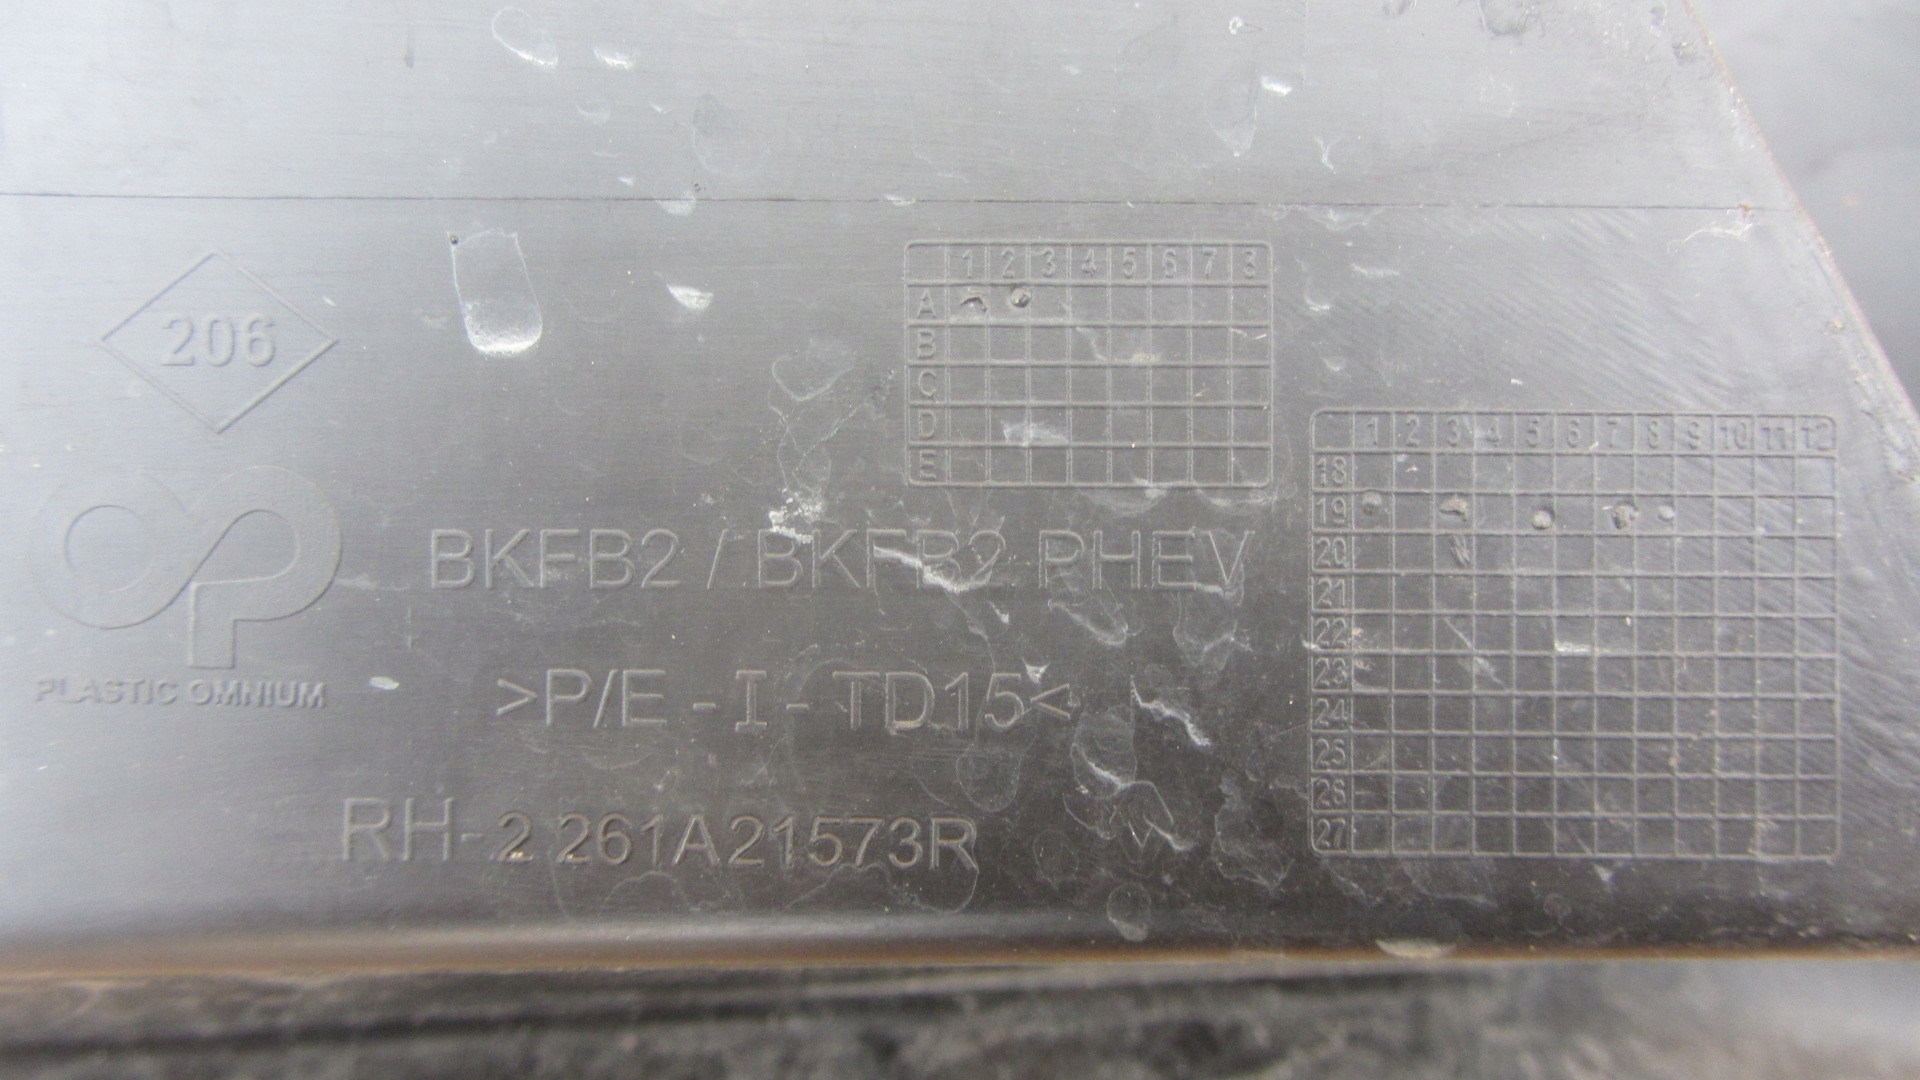 206
PLASTIC OMNIUM
BKFB2 / BKFB2 PHEV
>P/E - I - TD15<
RH-2 261A21573R
1 2 3 4 5 6 7 8
A
B
C
D
E
1 2 3 4 5 6 7 8 9 10 11 12
18
19
20
21
22
23
24
25
26
27